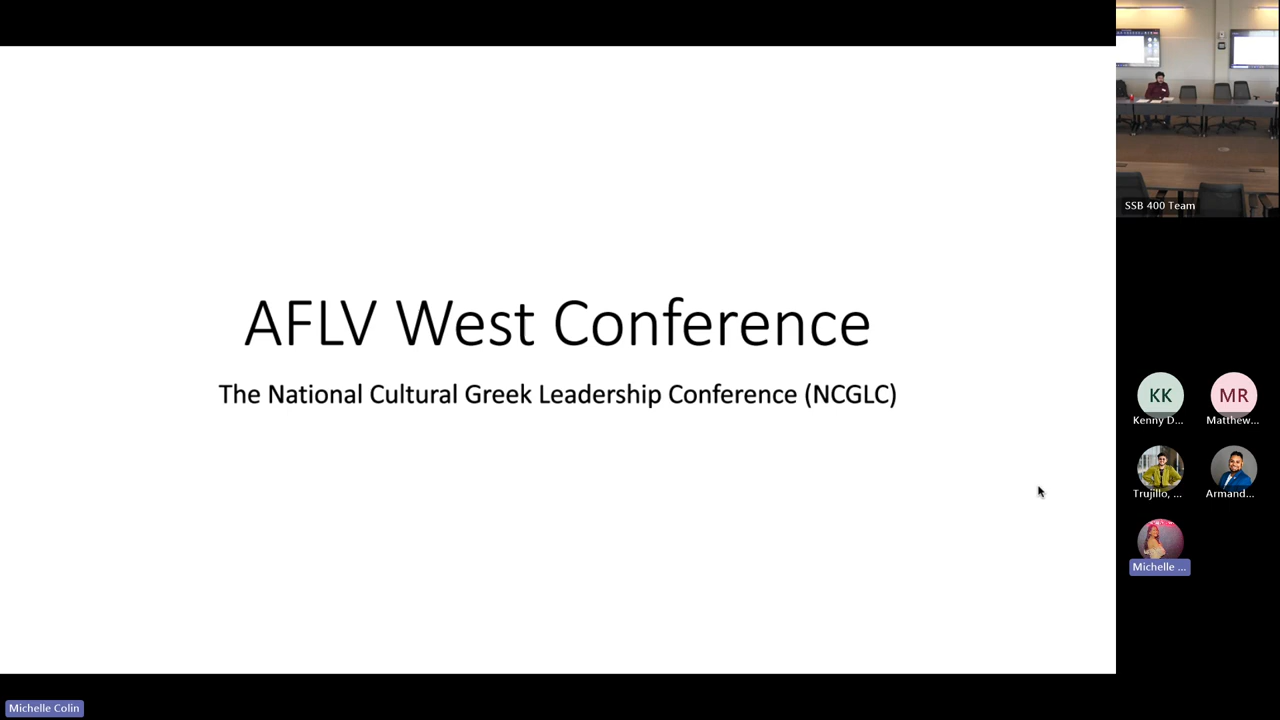 AFLV West Conference
The National Cultural Greek Leadership Conference (NCGLC)
SSB 400 Team
KK
MR
Kenny D...
Matthew...
Trujillo, ...
Armand...
Michelle ...
Michelle Colin